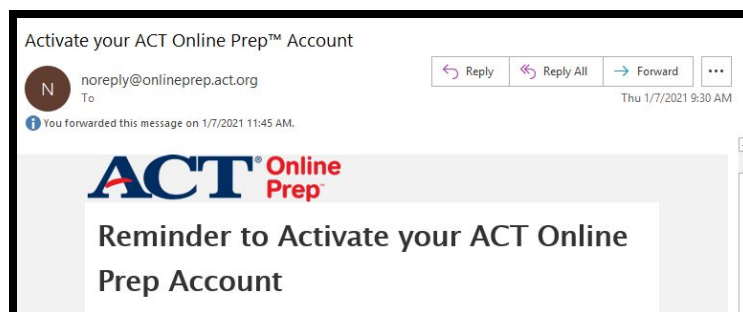 Activate your ACT Online Prep™ Account
N
noreply@onlineprep.act.org
To
Reply
Reply All
Forward
...
Thu 1/7/2021 9:30 AM
i You forwarded this message on 1/7/2021 11:45 AM.
ACT® Online
Prep™
Reminder to Activate your ACT Online
Prep Account